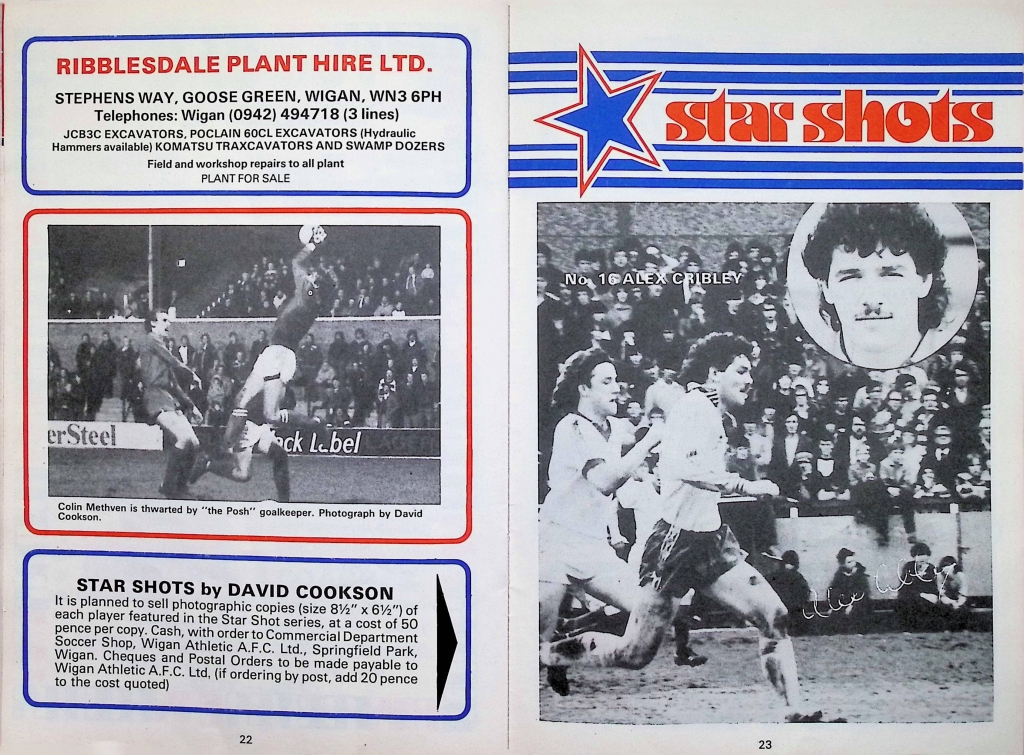 RIBBLESDALE PLANT HIRE LTD.
STEPHENS WAY, GOOSE GREEN, WIGAN, WN3 6PH
Telephones: Wigan (0942) 494718 (3 lines)
JCB3C EXCAVATORS, POCLAIN 60CL EXCAVATORS (Hydraulic
Hammers available) KOMATSU TRAXCAVATORS AND SWAMP DOZERS
Field and workshop repairs to all plant
PLANT FOR SALE
erSteel
ck Label
Colin Methven is thwarted by "the Posh" goalkeeper. Photograph by David
Cookson.
STAR SHOTS by DAVID COOKSON
It is planned to sell photographic copies (size 8½" x 6½") of
each player featured in the Star Shot series, at a cost of 50
pence per copy. Cash, with order to Commercial Department
Soccer Shop, Wigan Athletic A.F.C. Ltd., Springfield Park,
Wigan. Cheques and Postal Orders to be made payable to
Wigan Athletic A.F.C. Ltd, (if ordering by post, add 20 pence
to the cost quoted)
22
star shots
No. 16 ALEX CRIBLEY
Alex Cribley
23